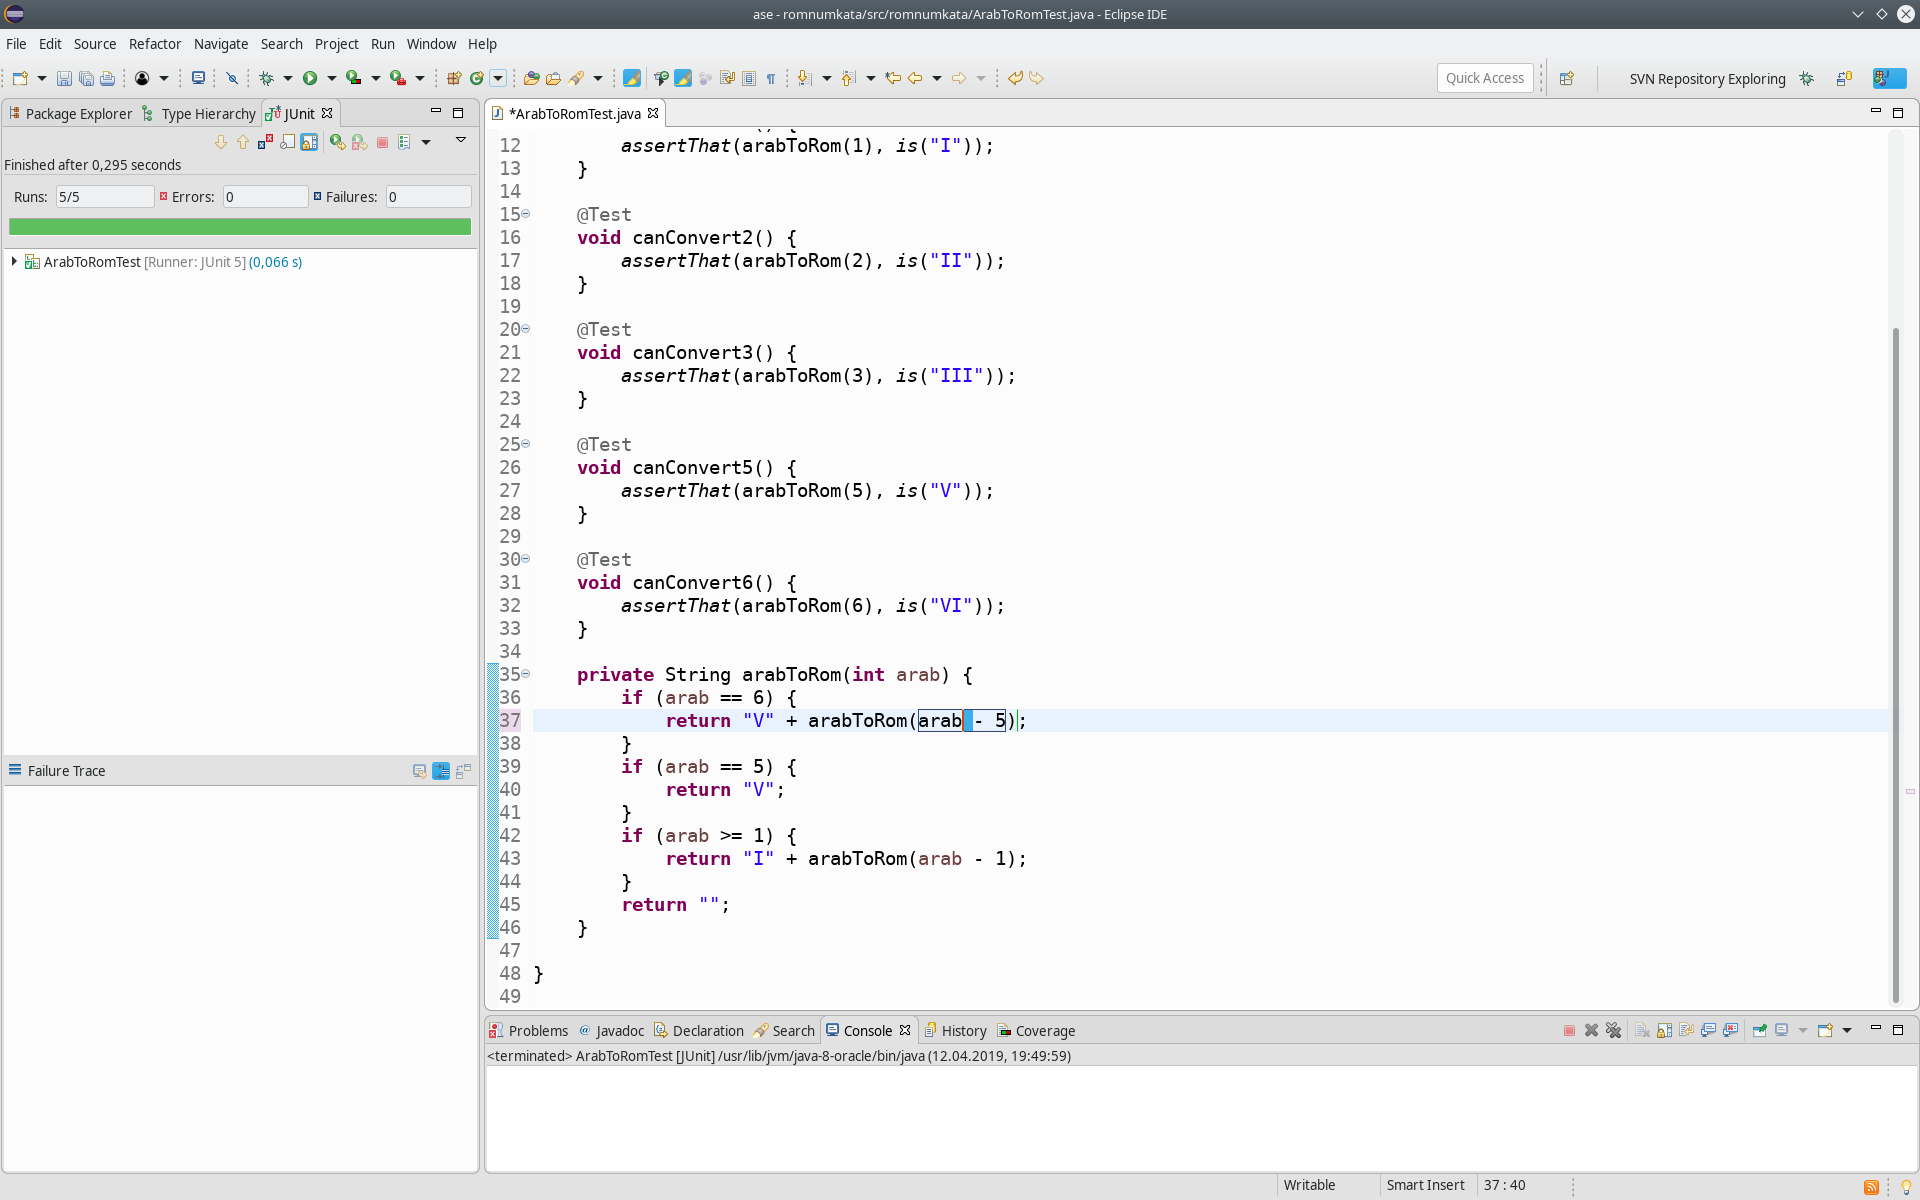 ase - romnumkata/src/romnumkata/ArabToRomTest.java - Eclipse IDE
File Edit Source Refactor Navigate Search Project Run Window Help
Quick Access
SVN Repository Exploring
Package Explorer Type Hierarchy JUnit
Finished after 0,295 seconds
Runs: 5/5 Errors: 0 Failures: 0
ArabToRomTest [Runner: JUnit 5] (0,066 s)
Failure Trace
*ArabToRomTest.java
12 assertThat(arabToRom(1), is("I"));
13 }
14
15 @Test
16 void canConvert2() {
17 assertThat(arabToRom(2), is("II"));
18 }
19
20 @Test
21 void canConvert3() {
22 assertThat(arabToRom(3), is("III"));
23 }
24
25 @Test
26 void canConvert5() {
27 assertThat(arabToRom(5), is("V"));
28 }
29
30 @Test
31 void canConvert6() {
32 assertThat(arabToRom(6), is("VI"));
33 }
34
35 private String arabToRom(int arab) {
36 if (arab == 6) {
37 return "V" + arabToRom(arab - 5);
38 }
39 if (arab == 5) {
40 return "V";
41 }
42 if (arab >= 1) {
43 return "I" + arabToRom(arab - 1);
44 }
45 return "";
46 }
47
48 }
49
Problems Javadoc Declaration Search Console History Coverage
<terminated> ArabToRomTest [JUnit] /usr/lib/jvm/java-8-oracle/bin/java (12.04.2019, 19:49:59)
Writable Smart Insert 37 : 40